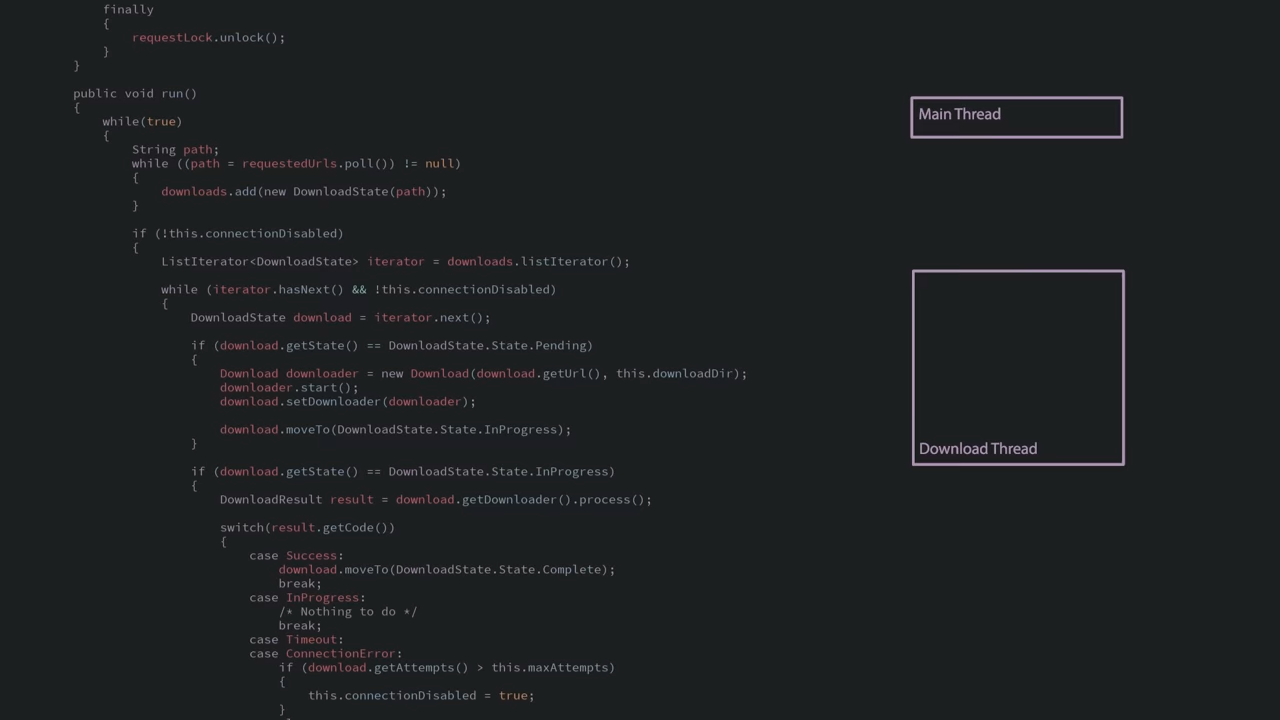 finally
{
requestLock.unlock();
}
}
public void run()
{
while(true)
{
String path;
while ((path = requestedUrls.poll()) != null)
{
downloads.add(new DownloadState(path));
}
if (!this.connectionDisabled)
{
ListIterator<DownloadState> iterator = downloads.listIterator();
while (iterator.hasNext() && !this.connectionDisabled)
{
DownloadState download = iterator.next();
if (download.getState() == DownloadState.State.Pending)
{
Download downloader = new Download(download.getUrl(), this.downloadDir);
downloader.start();
download.setDownloader(downloader);
download.moveTo(DownloadState.State.InProgress);
}
if (download.getState() == DownloadState.State.InProgress)
{
DownloadResult result = download.getDownloader().process();
switch(result.getCode())
{
case Success:
download.moveTo(DownloadState.State.Complete);
break;
case InProgress:
/* Nothing to do */
break;
case Timeout:
case ConnectionError:
if (download.getAttempts() > this.maxAttempts)
{
this.connectionDisabled = true;
}
Main Thread
Download Thread